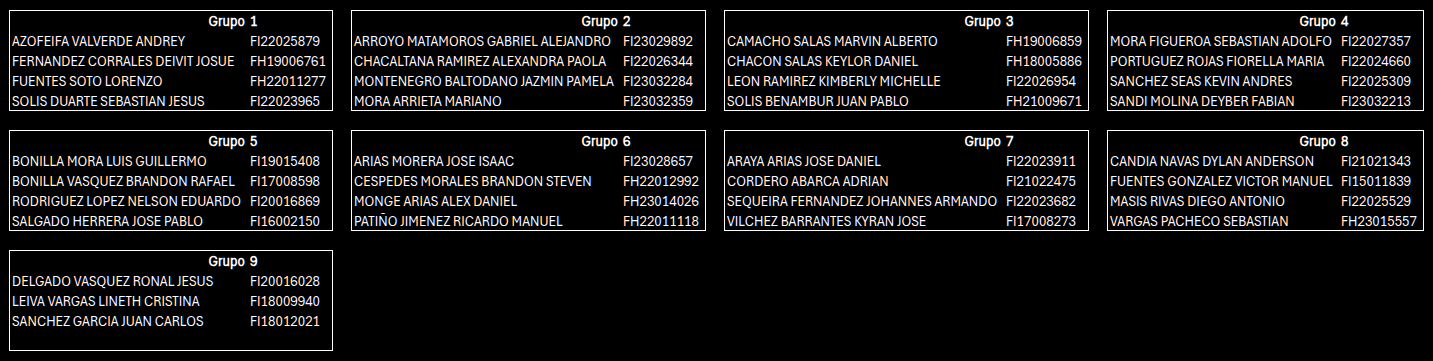 Grupo 1
AZOFEIFA VALVERDE ANDREY FI22025879
FERNANDEZ CORRALES DEIVIT JOSUE FH19006761
FUENTES SOTO LORENZO FH22011277
SOLIS DUARTE SEBASTIAN JESUS FI22023965
Grupo 2
ARROYO MATAMOROS GABRIEL ALEJANDRO FI23029892
CHACALTANA RAMIREZ ALEXANDRA PAOLA FI22026344
MONTENEGRO BALTODANO JAZMIN PAMELA FI23032284
MORA ARRIETA MARIANO FI23032359
Grupo 3
CAMACHO SALAS MARVIN ALBERTO FH19006859
CHACON SALAS KEYLOR DANIEL FH18005886
LEON RAMIREZ KIMBERLY MICHELLE FI22026954
SOLIS BENAMBUR JUAN PABLO FH21009671
Grupo 4
MORA FIGUEROA SEBASTIAN ADOLFO FI22027357
PORTUGUEZ ROJAS FIORELLA MARIA FI22024660
SANCHEZ SEAS KEVIN ANDRES FI22025309
SANDI MOLINA DEYBER FABIAN FI23032213
Grupo 5
BONILLA MORA LUIS GUILLERMO FI19015408
BONILLA VASQUEZ BRANDON RAFAEL FI17008598
RODRIGUEZ LOPEZ NELSON EDUARDO FI20016869
SALGADO HERRERA JOSE PABLO FI16002150
Grupo 6
ARIAS MORERA JOSE ISAAC FI23028657
CESPEDES MORALES BRANDON STEVEN FH22012992
MONGE ARIAS ALEX DANIEL FH23014026
PATIÑO JIMENEZ RICARDO MANUEL FH22011118
Grupo 7
ARAYA ARIAS JOSE DANIEL FI22023911
CORDERO ABARCA ADRIAN FI21022475
SEQUEIRA FERNANDEZ JOHANNES ARMANDO FI22023682
VILCHEZ BARRANTES KYRAN JOSE FI17008273
Grupo 8
CANDIA NAVAS DYLAN ANDERSON FI21021343
FUENTES GONZALEZ VICTOR MANUEL FI15011839
MASIS RIVAS DIEGO ANTONIO FI22025529
VARGAS PACHECO SEBASTIAN FH23015557
Grupo 9
DELGADO VASQUEZ RONAL JESUS FI20016028
LEIVA VARGAS LINETH CRISTINA FI18009940
SANCHEZ GARCIA JUAN CARLOS FI18012021